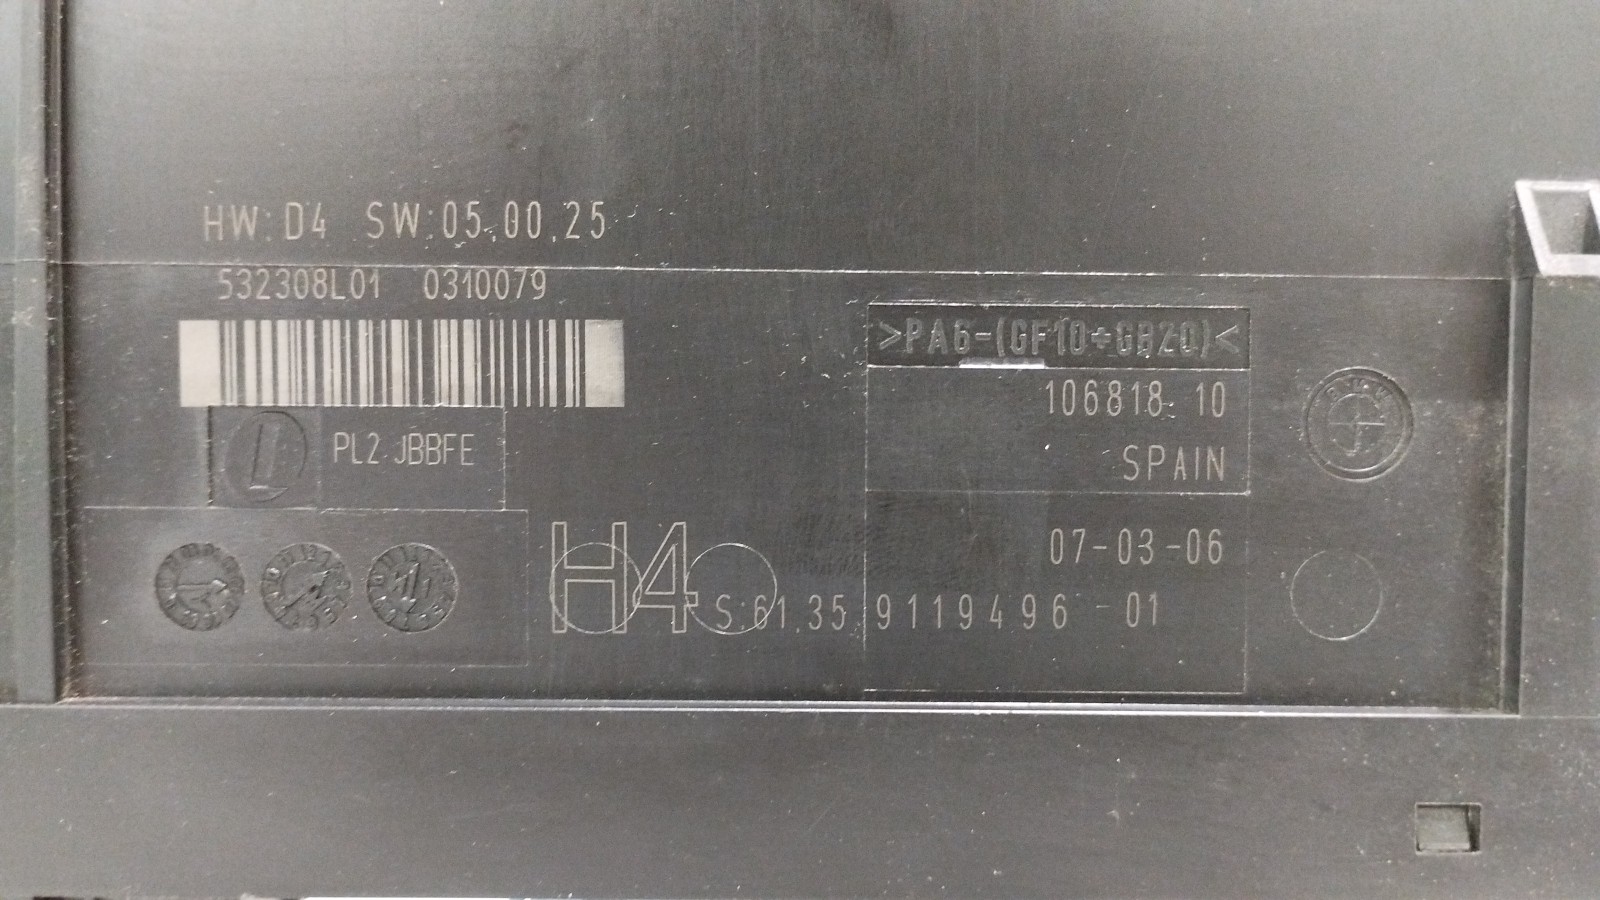 HW:D4 SW:05.00.25
532308L01 0310079
>PA6-(GF10+GB20)<
106818 10
PL2 JBBFE
SPAIN
H4
07-03-06
S:61.35 9119496-01